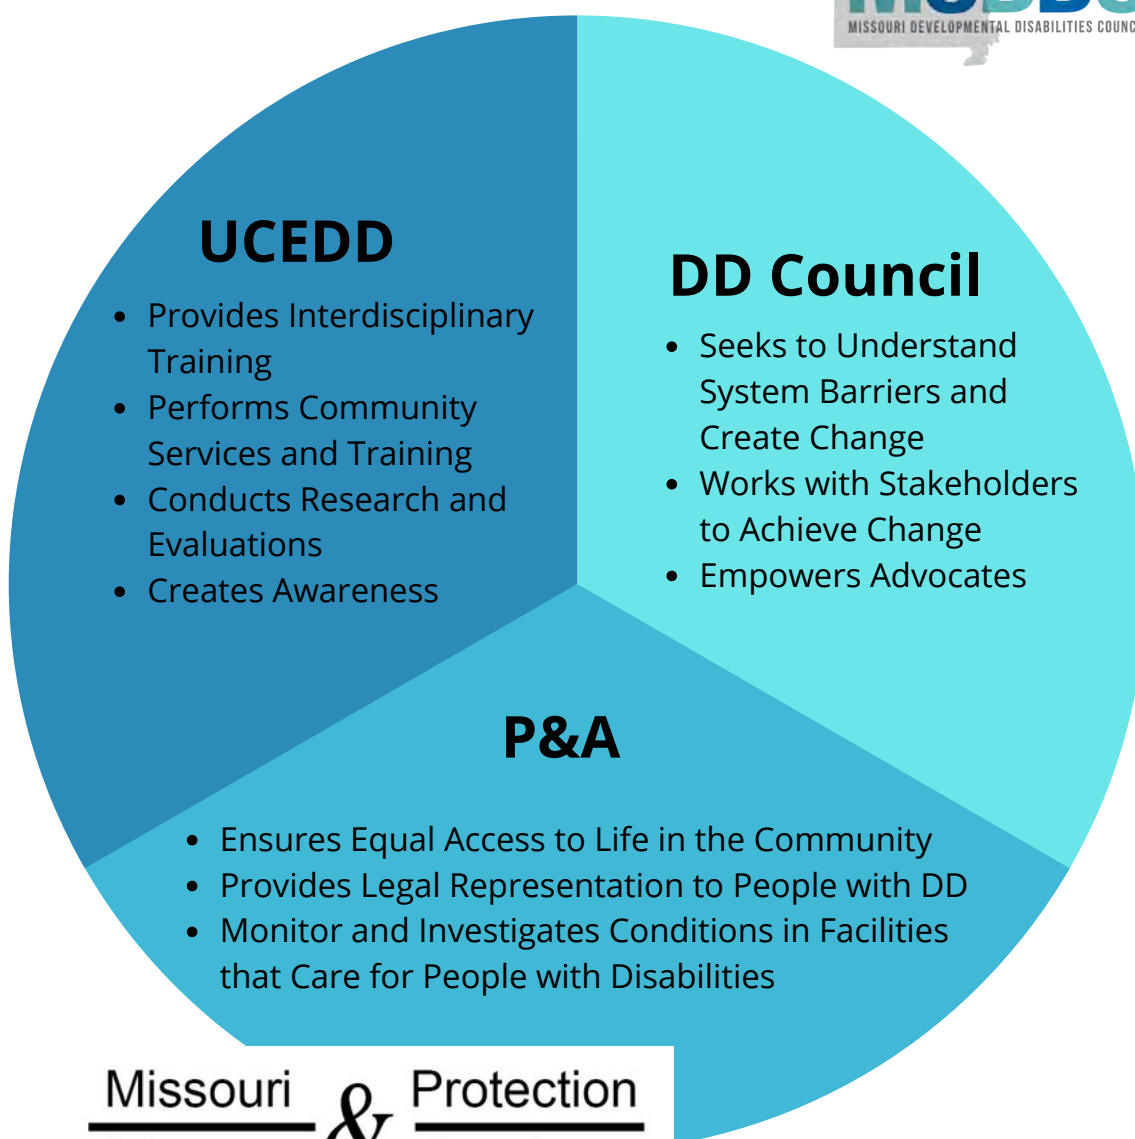 MISSOURI DEVELOPMENTAL DISABILITIES
UCEDD
• Provides Interdisciplinary
Training
• Performs Community
Services and Training
• Conducts Research and
Evaluations
• Creates Awareness
DD Council
• Seeks to Understand
System Barriers and
Create Change
• Works with Stakeholders
to Achieve Change
• Empowers Advocates
P&A
• Ensures Equal Access to Life in the Community
• Provides Legal Representation to People with DD
• Monitor and Investigates Conditions in Facilities
that Care for People with Disabilities
Missouri & Protection